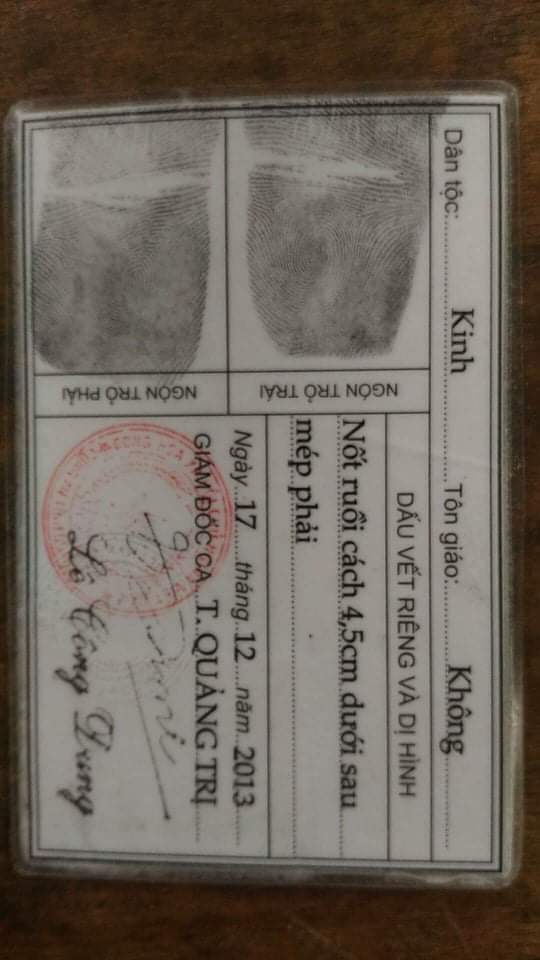 Dân tộc: Kinh Tôn giáo: Không
DẤU VẾT RIÊNG VÀ DỊ HÌNH
Nốt ruồi cách 4,5cm dưới sau
mép phải
NGÓN TRỎ TRÁI
NGÓN TRỎ PHẢI
Ngày 17 tháng 12 năm 2013
GIÁM ĐỐC CA T. QUẢNG TRỊ
Lê Công Dung